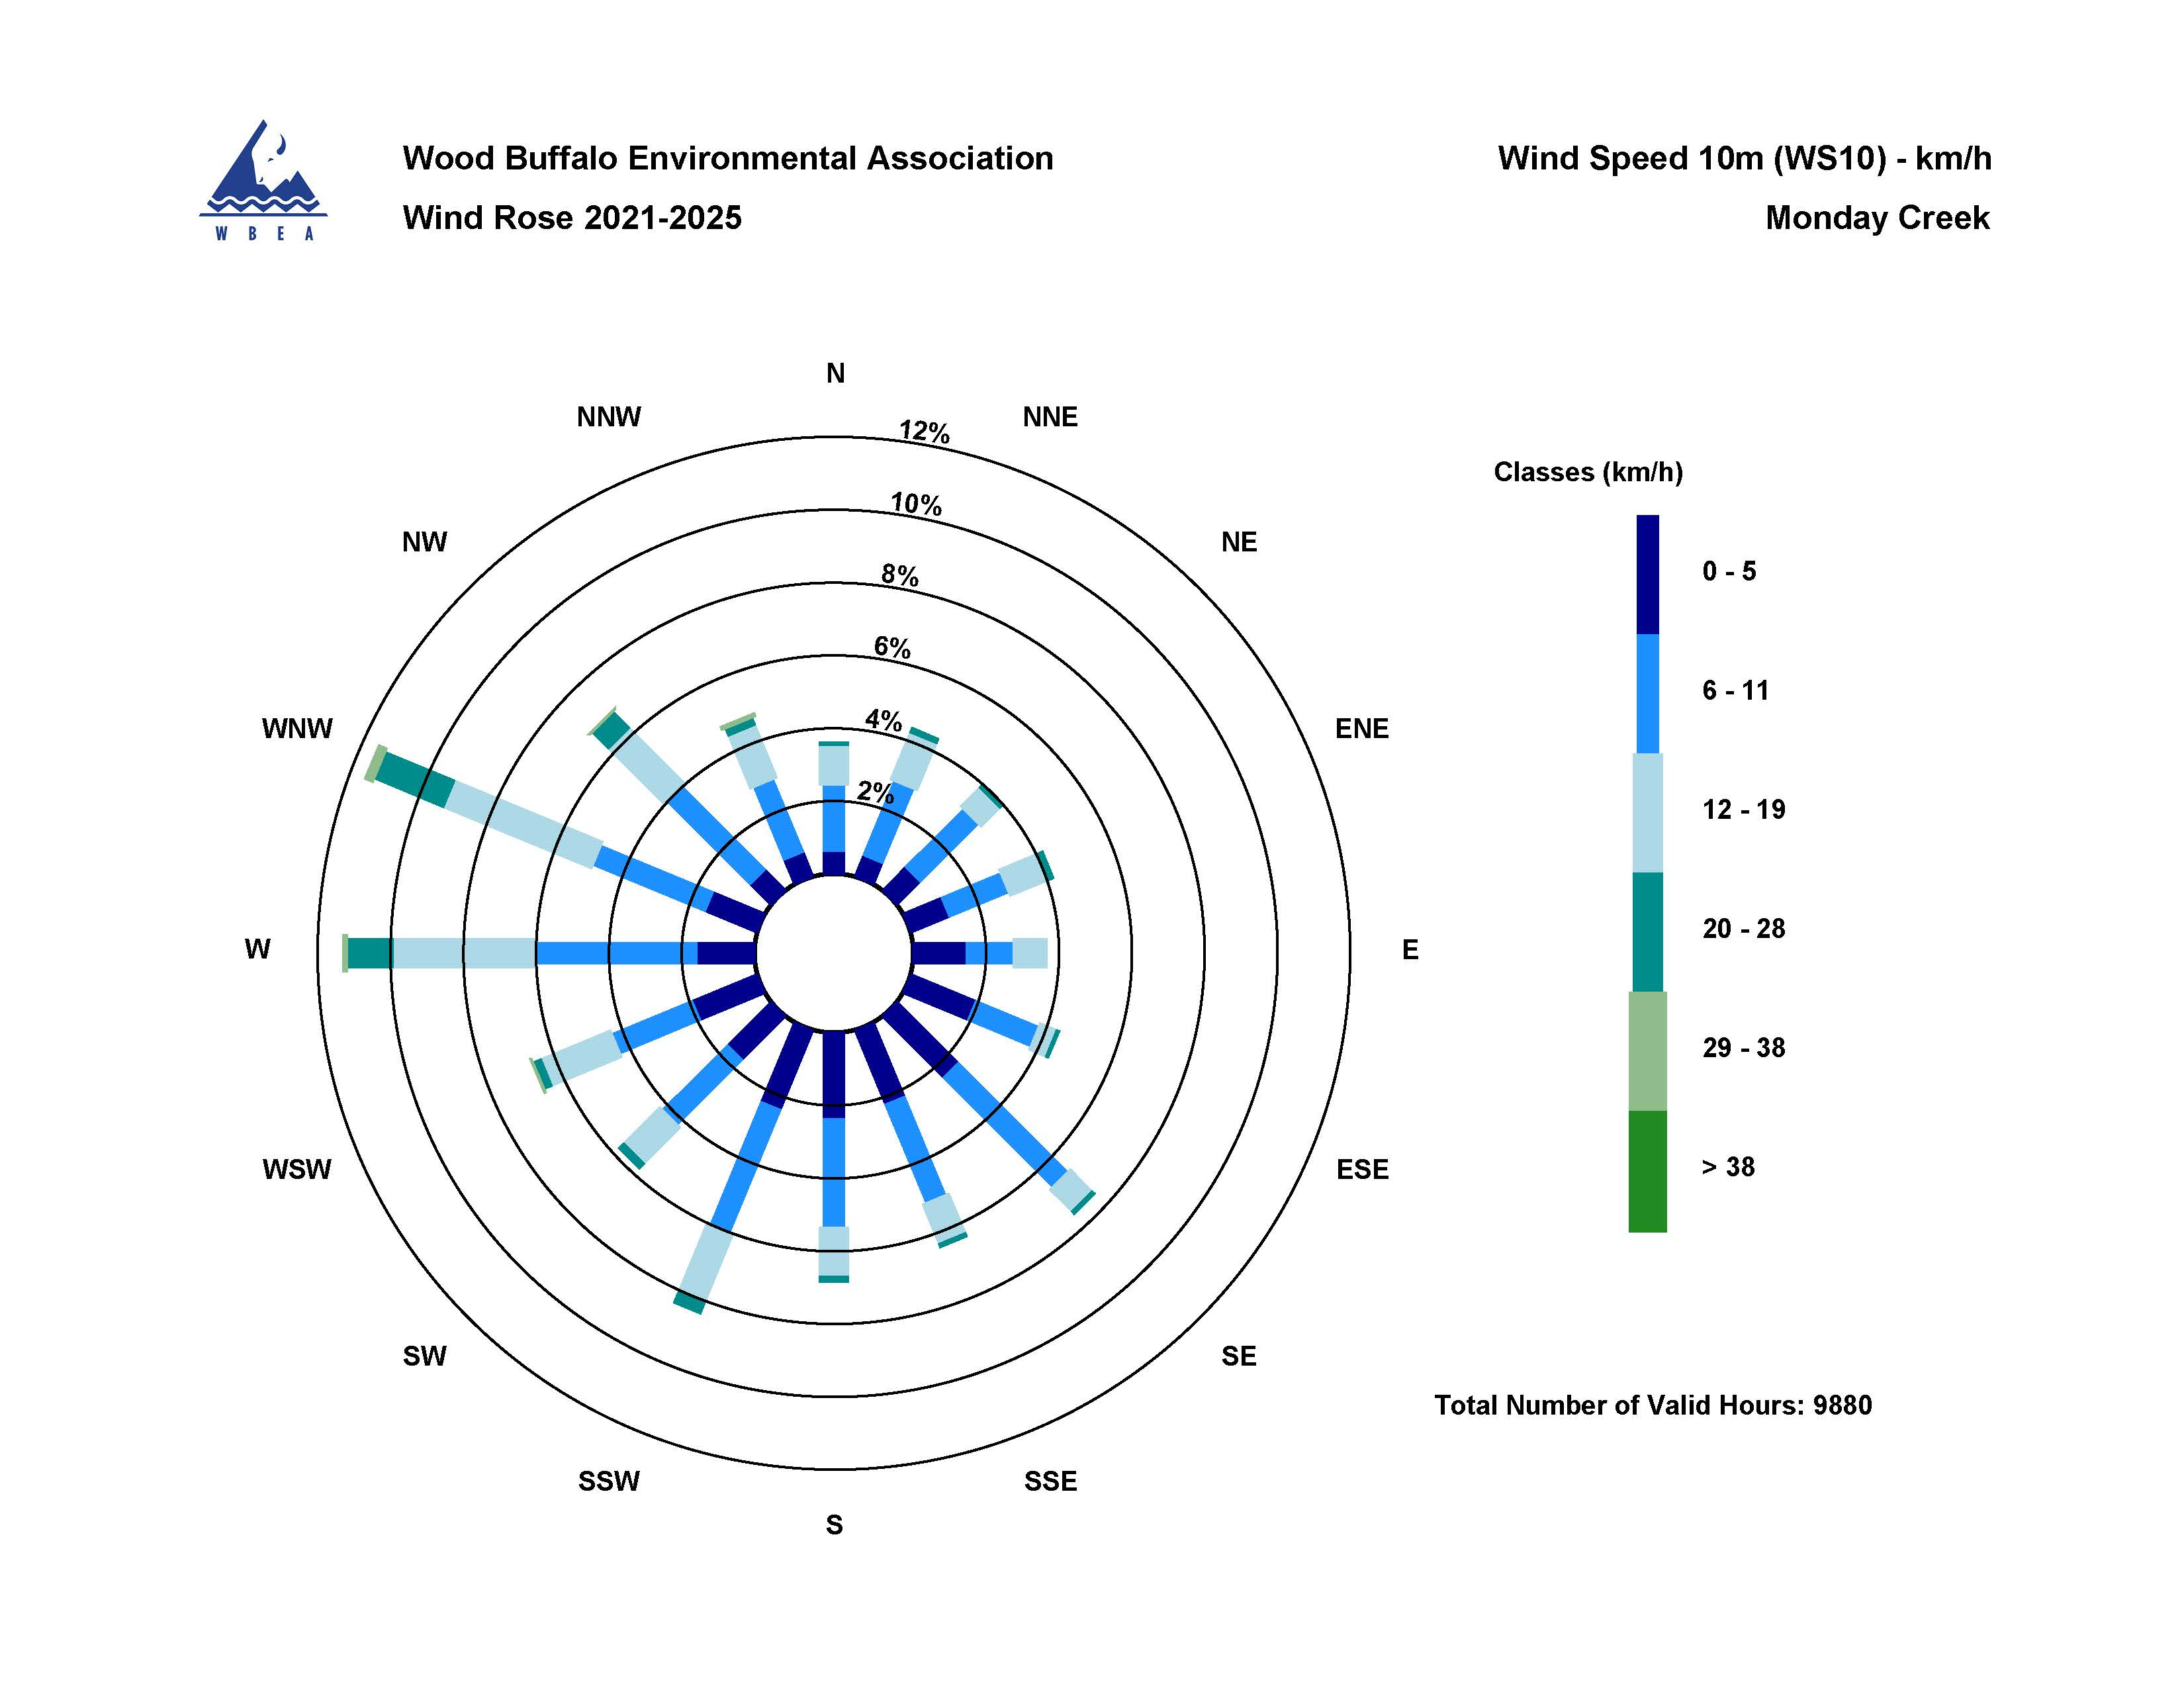 Wood Buffalo Environmental Association
Wind Rose 2021-2025
Wind Speed 10m (WS10) - km/h
Monday Creek
W B E A
N
NNW
NNE
12%
10%
NW
NE
8%
6%
4%
2%
WNW
ENE
W
E
WSW
ESE
SW
SE
SSW
SSE
S
Classes (km/h)
0 - 5
6 - 11
12 - 19
20 - 28
29 - 38
> 38
Total Number of Valid Hours: 9880